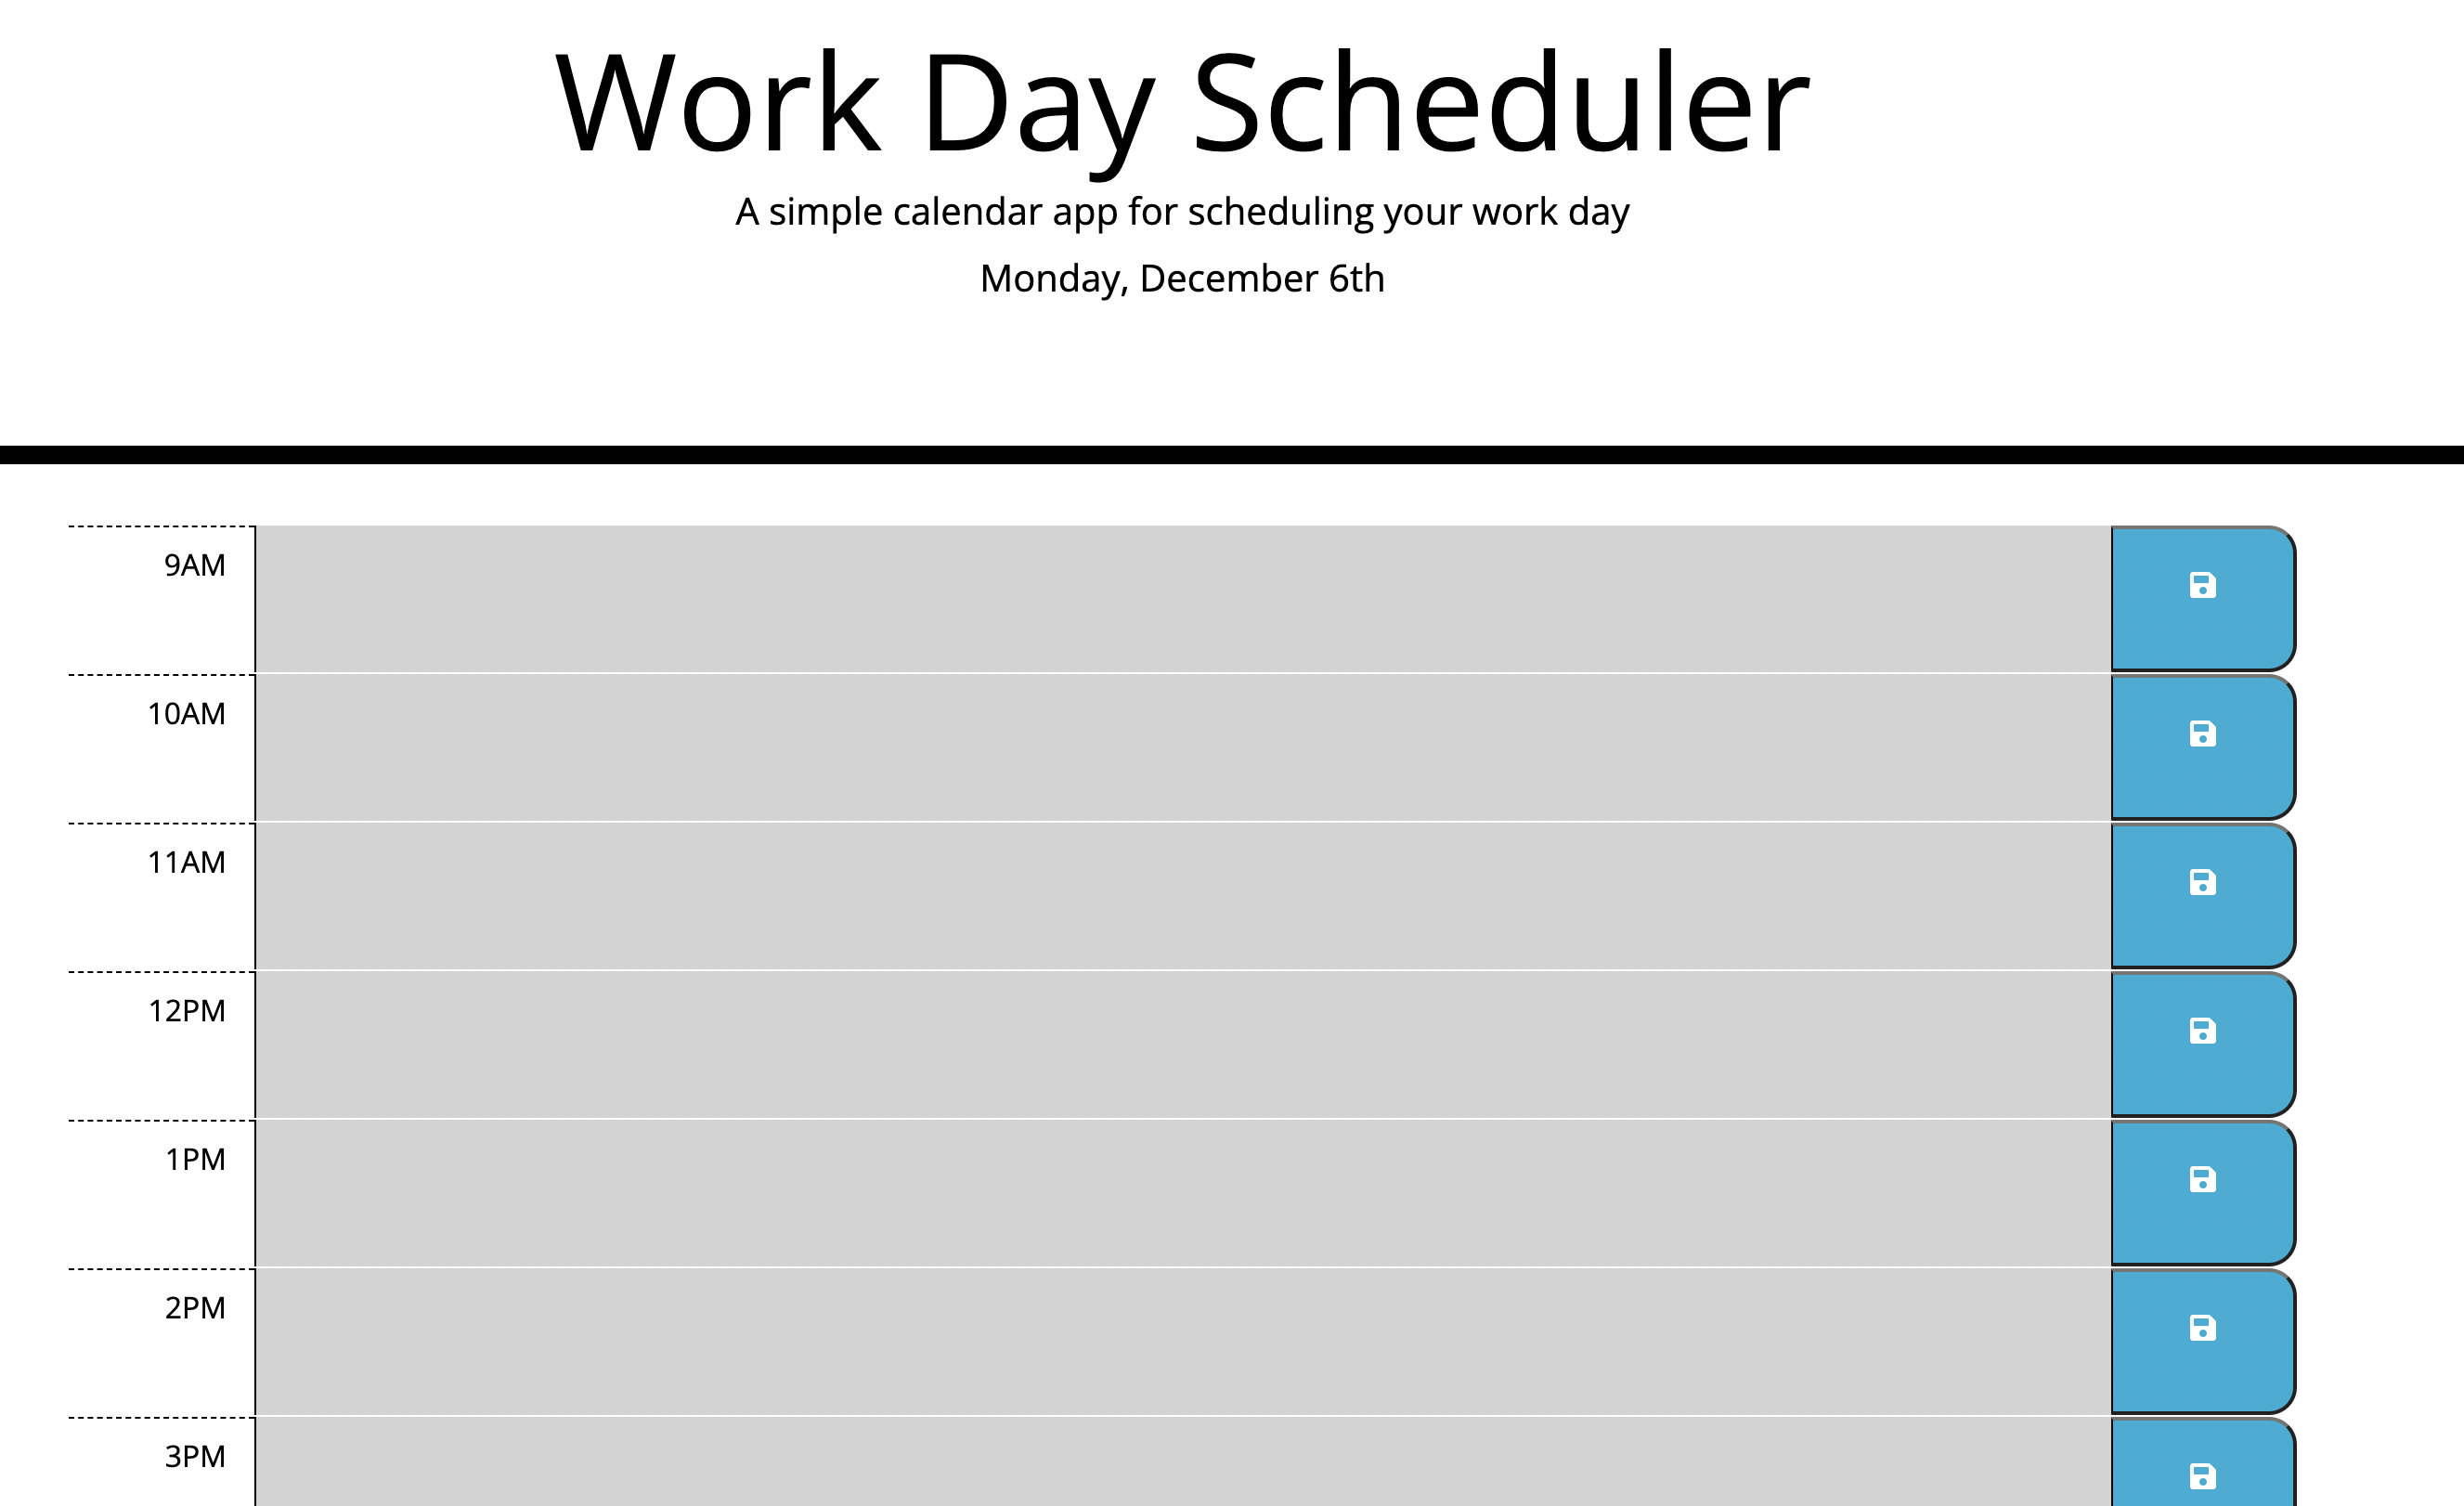 Work Day Scheduler
A simple calendar app for scheduling your work day
Monday, December 6th
9AM
10AM
11AM
12PM
1PM
2PM
3PM